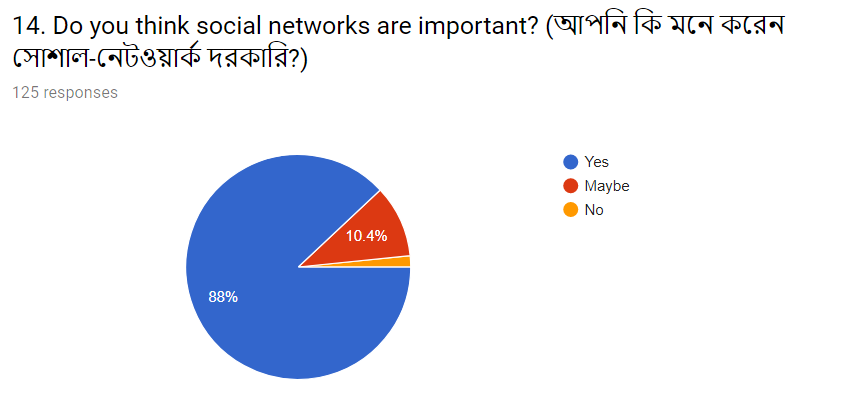 14. Do you think social networks are important? (আপনি কি মনে করেন
সোশাল-নেটওয়ার্ক দরকারি?)
125 responses
Yes
Maybe
No
10.4%
88%